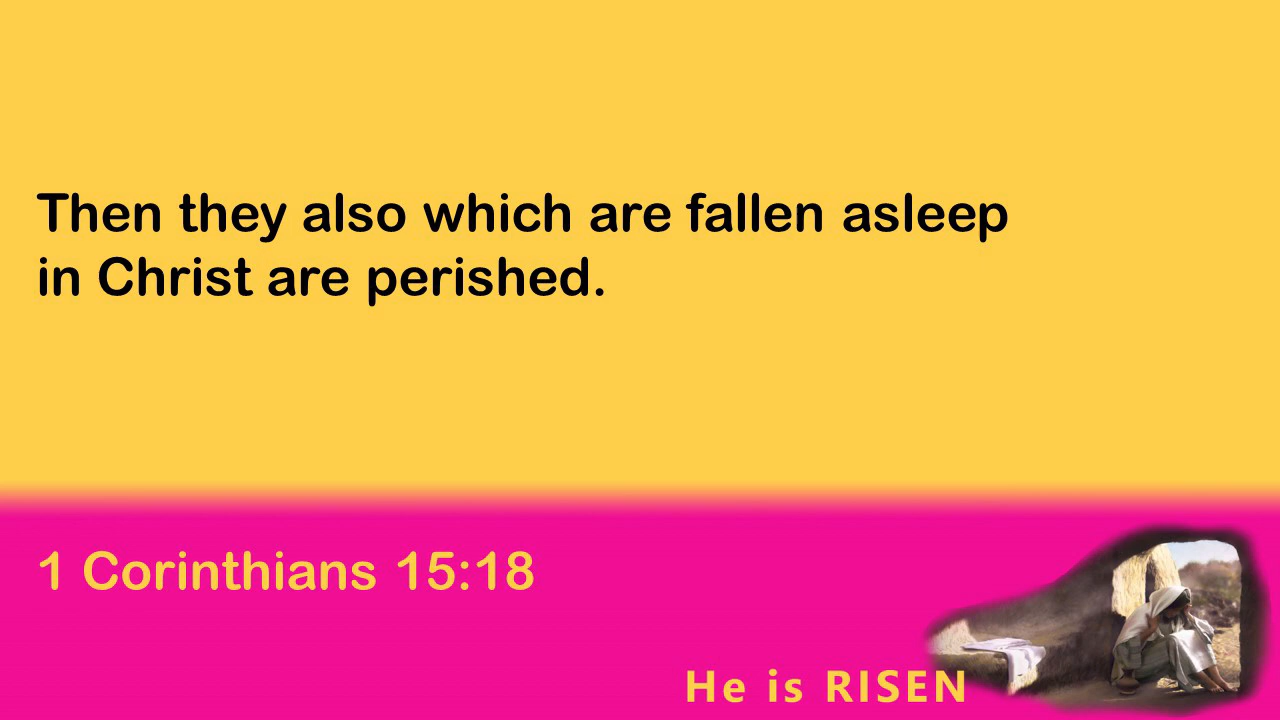 Then they also which are fallen asleep
in Christ are perished.
1 Corinthians 15:18
He is RISEN